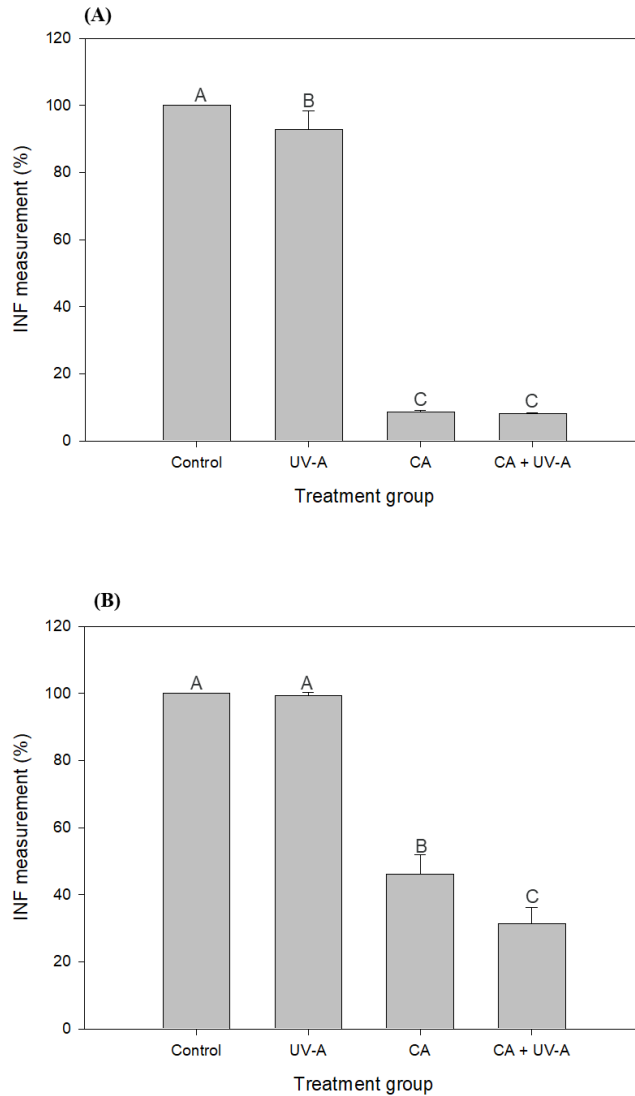 (A)
120
100
80
60
40
20
0
INF measurement (%)
A
B
C
C
Control
UV-A
CA
CA + UV-A
Treatment group
(B)
120
100
80
60
40
20
0
INF measurement (%)
A
A
B
C
Control
UV-A
CA
CA + UV-A
Treatment group